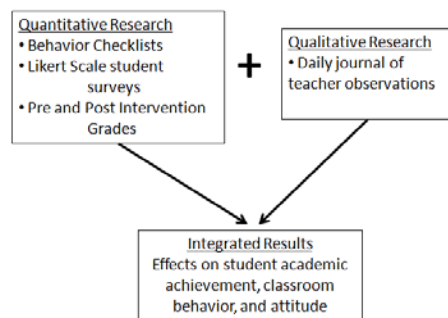 Quantitative Research
• Behavior Checklists
• Likert Scale student
surveys
• Pre and Post Intervention
Grades
+
Qualitative Research
• Daily journal of
teacher observations
Integrated Results
Effects on student academic
achievement, classroom
behavior, and attitude